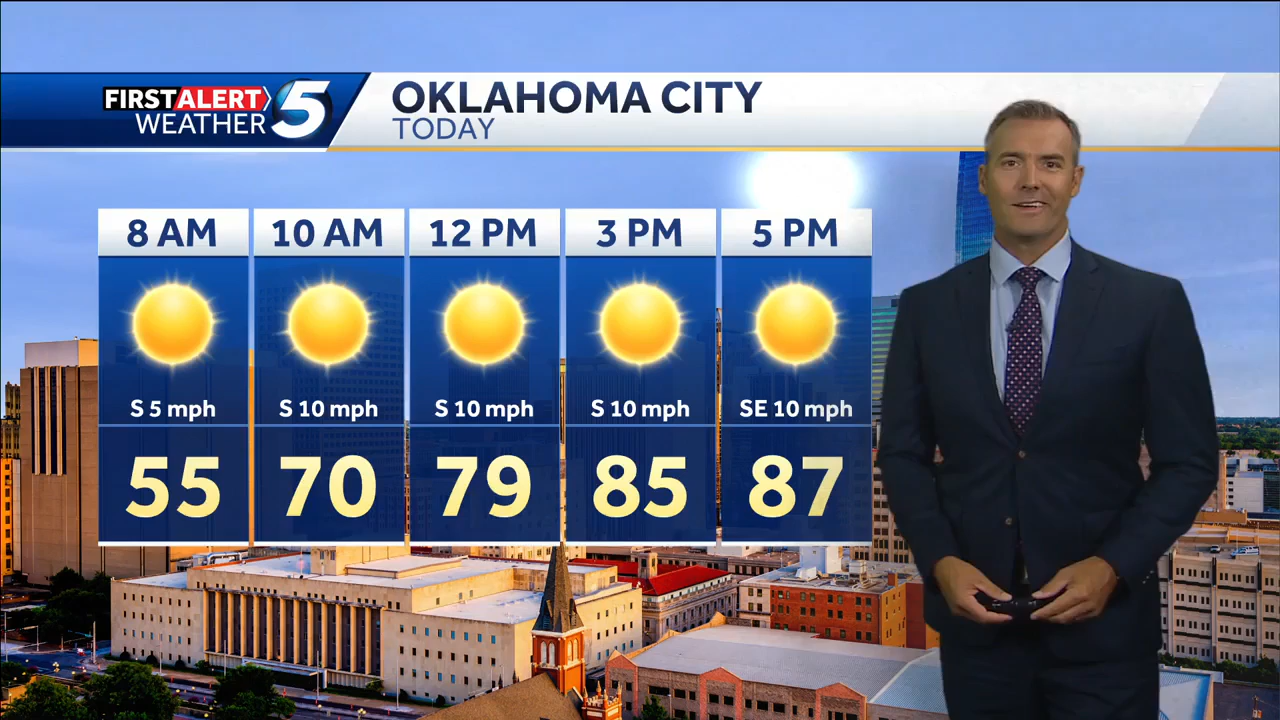 FIRST ALERT
WEATHER 5
OKLAHOMA CITY
TODAY
8 AM
10 AM
12 PM
3 PM
5 PM
S 5 mph
S 10 mph
S 10 mph
S 10 mph
SE 10 mph
55
70
79
85
87